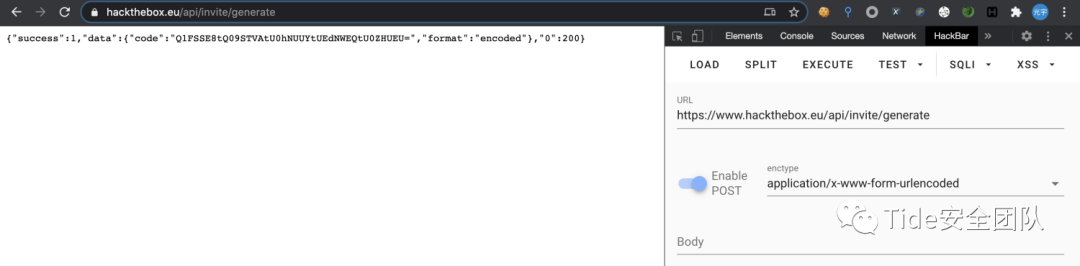 hackthebox.eu/api/invite/generate
{"success":1,"data":{"code":"Q1FSSE8tQ09STVAtU0hNUUYtUEdNWEQtU0ZHUEU=","format":"encoded"},"0":200}
Elements Console Sources Network HackBar »
LOAD SPLIT EXECUTE TEST SQLI XSS
URL
https://www.hackthebox.eu/api/invite/generate
Enable
POST
enctype
application/x-www-form-urlencoded
Body
Tide安全团队